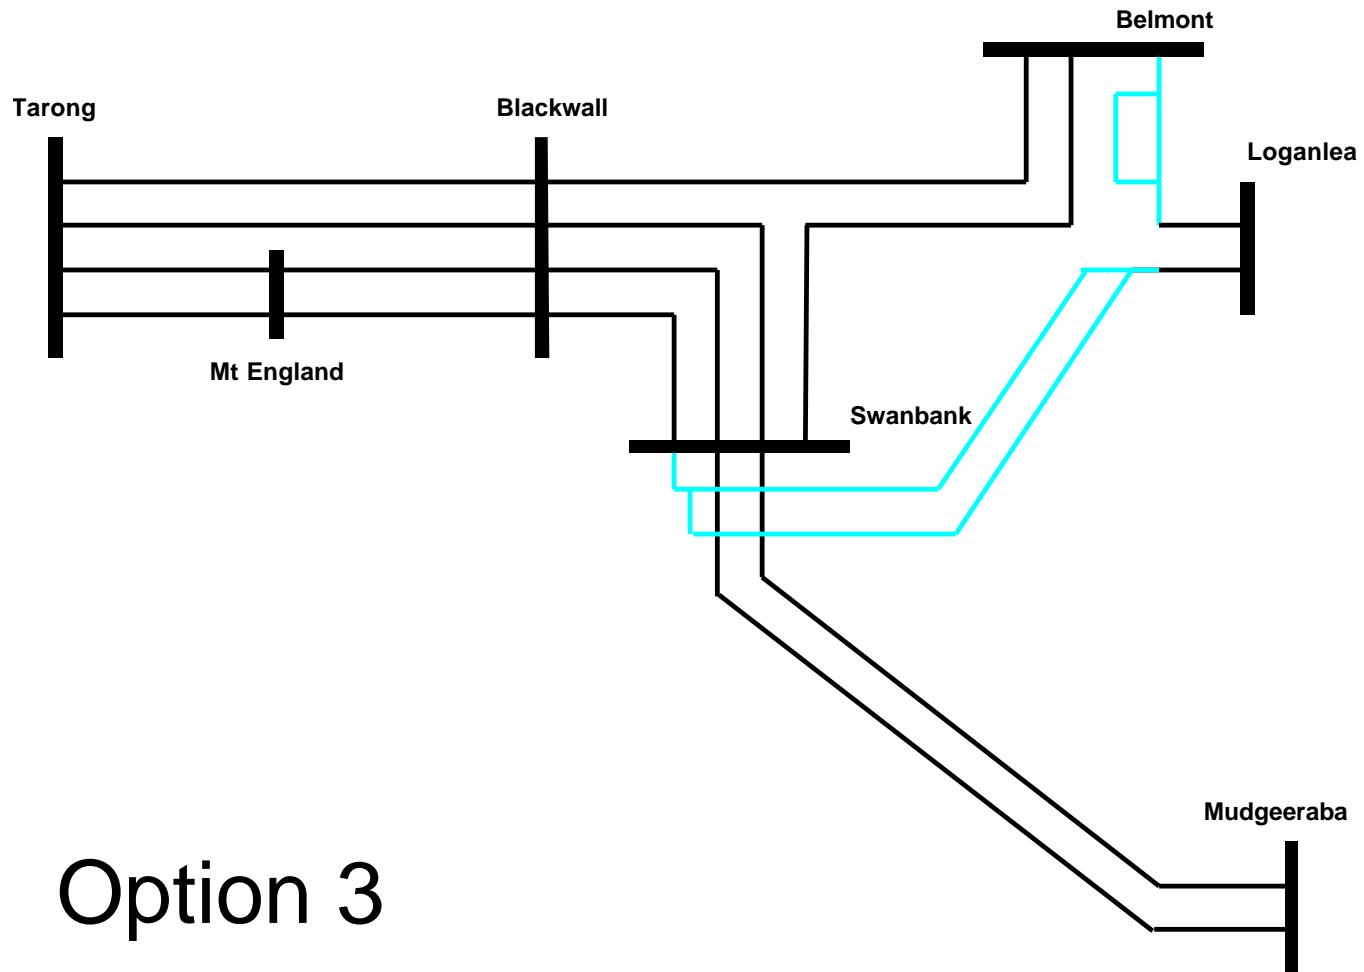 Belmont
Tarong
Blackwall
Loganlea
Mt England
Swanbank
Mudgeeraba
Option 3